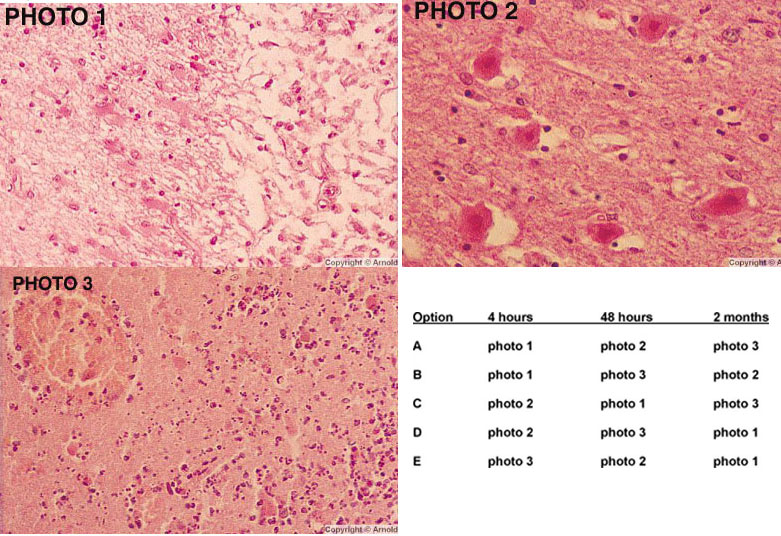 PHOTO 1
Copyright © Arnold
PHOTO 2
Copyright © A
PHOTO 3
Copyright © Arnold
Option 4 hours 48 hours 2 months
A photo 1 photo 2 photo 3
B photo 1 photo 3 photo 2
C photo 2 photo 1 photo 3
D photo 2 photo 3 photo 1
E photo 3 photo 2 photo 1